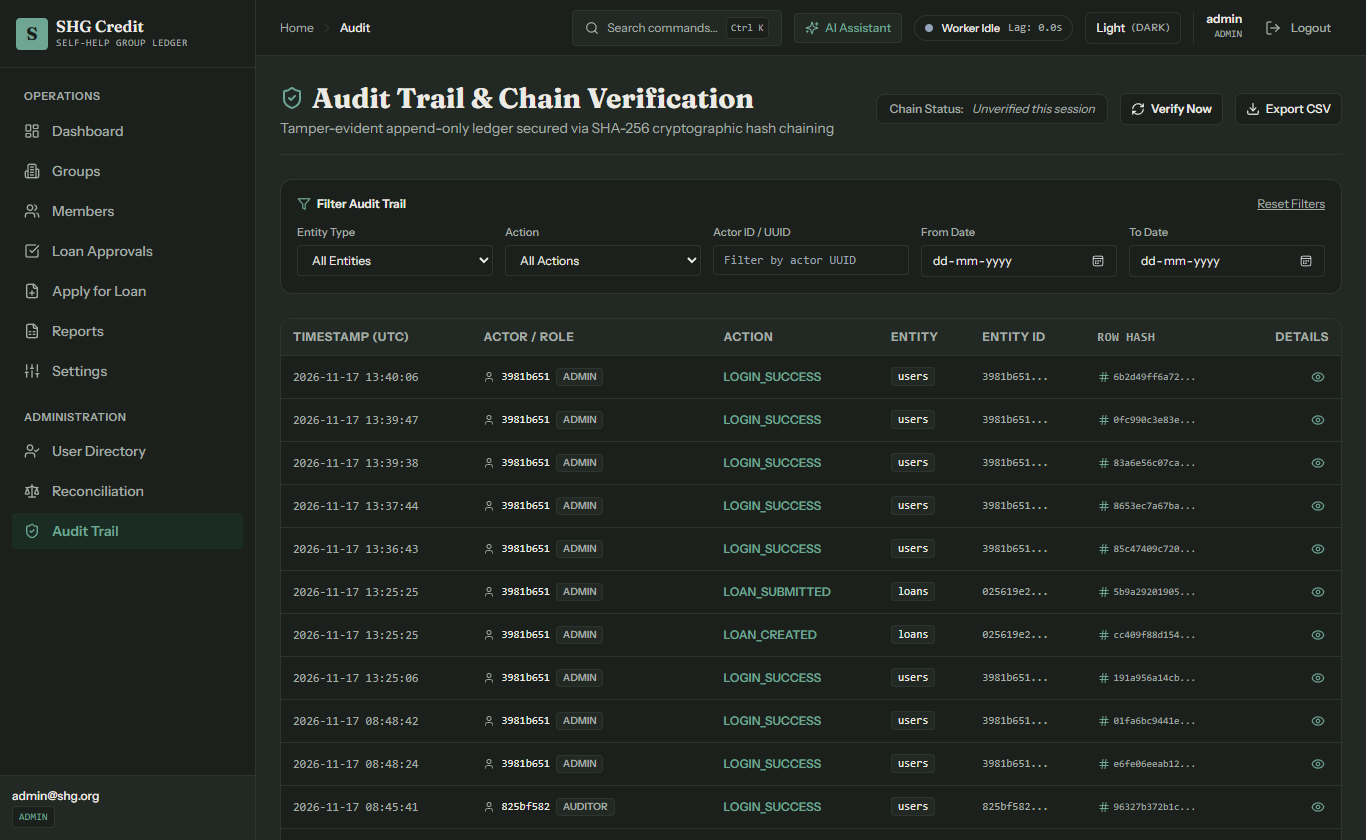 S
SHG Credit
SELF-HELP GROUP LEDGER
OPERATIONS
Dashboard
Groups
Members
Loan Approvals
Apply for Loan
Reports
Settings
ADMINISTRATION
User Directory
Reconciliation
Audit Trail
admin@shg.org
ADMIN
Home Audit
Search commands... Ctrl K
AI Assistant
Worker Idle Lag: 0.0s
Light (DARK)
admin
ADMIN
Logout
Audit Trail & Chain Verification
Tamper-evident append-only ledger secured via SHA-256 cryptographic hash chaining
Chain Status: Unverified this session
Verify Now
Export CSV
Filter Audit Trail
Reset Filters
Entity Type Action Actor ID / UUID From Date To Date
All Entities All Actions Filter by actor UUID dd-mm-yyyy dd-mm-yyyy
TIMESTAMP (UTC) ACTOR / ROLE ACTION ENTITY ENTITY ID ROW HASH DETAILS
2026-11-17 13:40:06 3981b651 ADMIN LOGIN_SUCCESS users 3981b651... # 6b2d49ff6a72...
2026-11-17 13:39:47 3981b651 ADMIN LOGIN_SUCCESS users 3981b651... # 0fc990c3e83e...
2026-11-17 13:39:38 3981b651 ADMIN LOGIN_SUCCESS users 3981b651... # 83a6e56c07ca...
2026-11-17 13:37:44 3981b651 ADMIN LOGIN_SUCCESS users 3981b651... # 8653ec7a67ba...
2026-11-17 13:36:43 3981b651 ADMIN LOGIN_SUCCESS users 3981b651... # 85c47409c720...
2026-11-17 13:25:25 3981b651 ADMIN LOAN_SUBMITTED loans 025619e2... # 5b9a29201905...
2026-11-17 13:25:25 3981b651 ADMIN LOAN_CREATED loans 025619e2... # cc409f88d154...
2026-11-17 13:25:06 3981b651 ADMIN LOGIN_SUCCESS users 3981b651... # 191a956a14cb...
2026-11-17 08:48:42 3981b651 ADMIN LOGIN_SUCCESS users 3981b651... # 01fa6bc9441e...
2026-11-17 08:48:24 3981b651 ADMIN LOGIN_SUCCESS users 3981b651... # e6fe06eeab12...
2026-11-17 08:45:41 825bf582 AUDITOR LOGIN_SUCCESS users 825bf582... # 96327b372b1c...